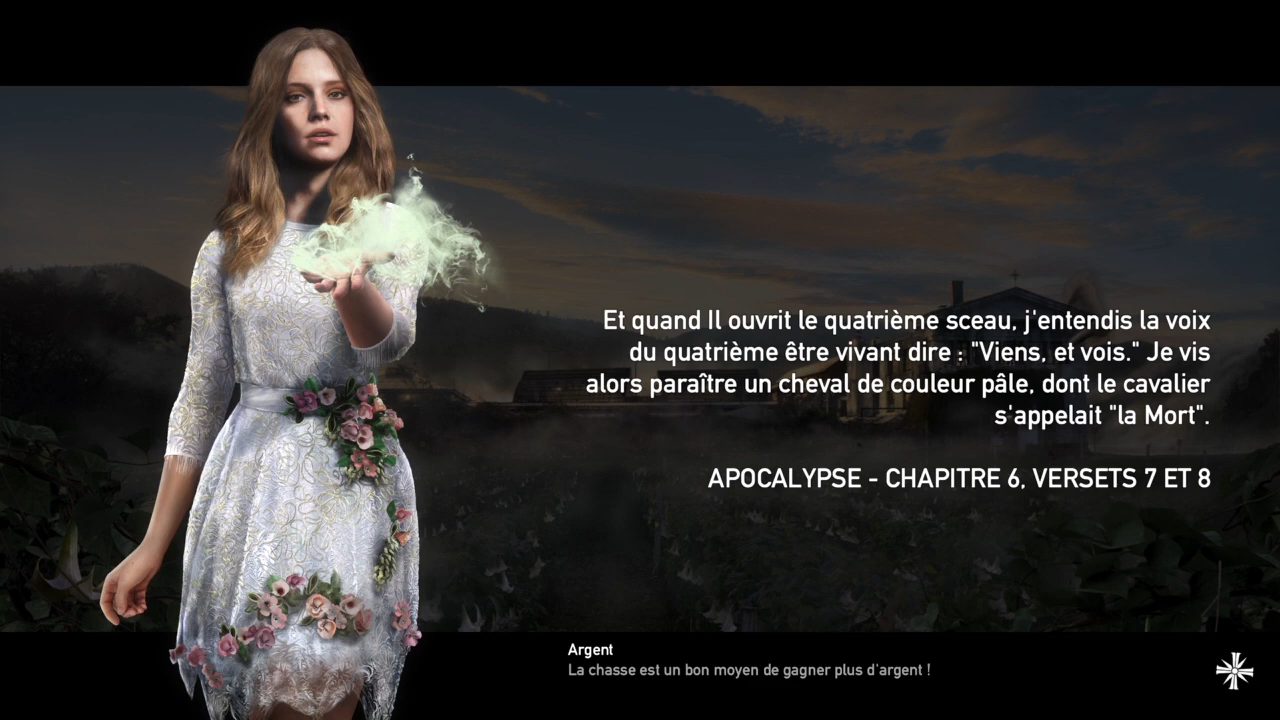 Et quand Il ouvrit le quatrième sceau, j'entendis la voix
du quatrième être vivant dire : "Viens, et vois." Je vis
alors paraître un cheval de couleur pâle, dont le cavalier
s'appelait "la Mort".
APOCALYPSE - CHAPITRE 6, VERSETS 7 ET 8
Argent
La chasse est un bon moyen de gagner plus d'argent !